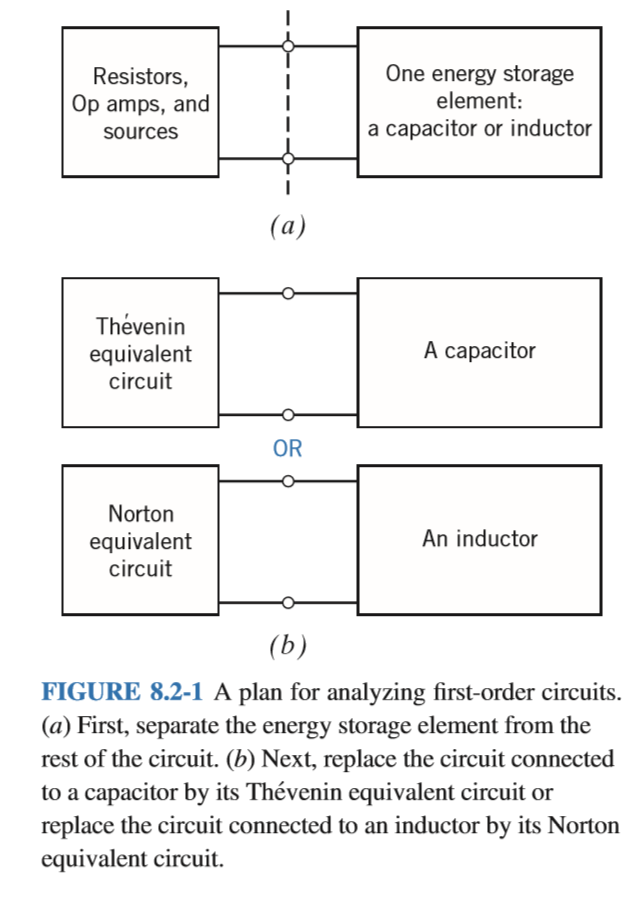 Resistors,
Op amps, and
sources
One energy storage
element:
a capacitor or inductor
(a)
Thévenin
equivalent
circuit
A capacitor
OR
Norton
equivalent
circuit
An inductor
(b)
FIGURE 8.2-1 A plan for analyzing first-order circuits.
(a) First, separate the energy storage element from the
rest of the circuit. (b) Next, replace the circuit connected
to a capacitor by its Thévenin equivalent circuit or
replace the circuit connected to an inductor by its Norton
equivalent circuit.